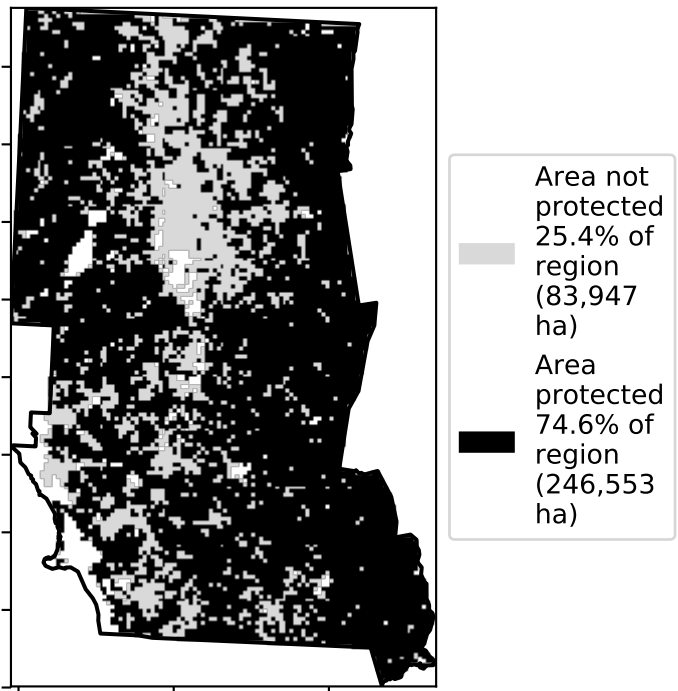 Area not
protected
25.4% of
region
(83,947
ha)
Area
protected
74.6% of
region
(246,553
ha)